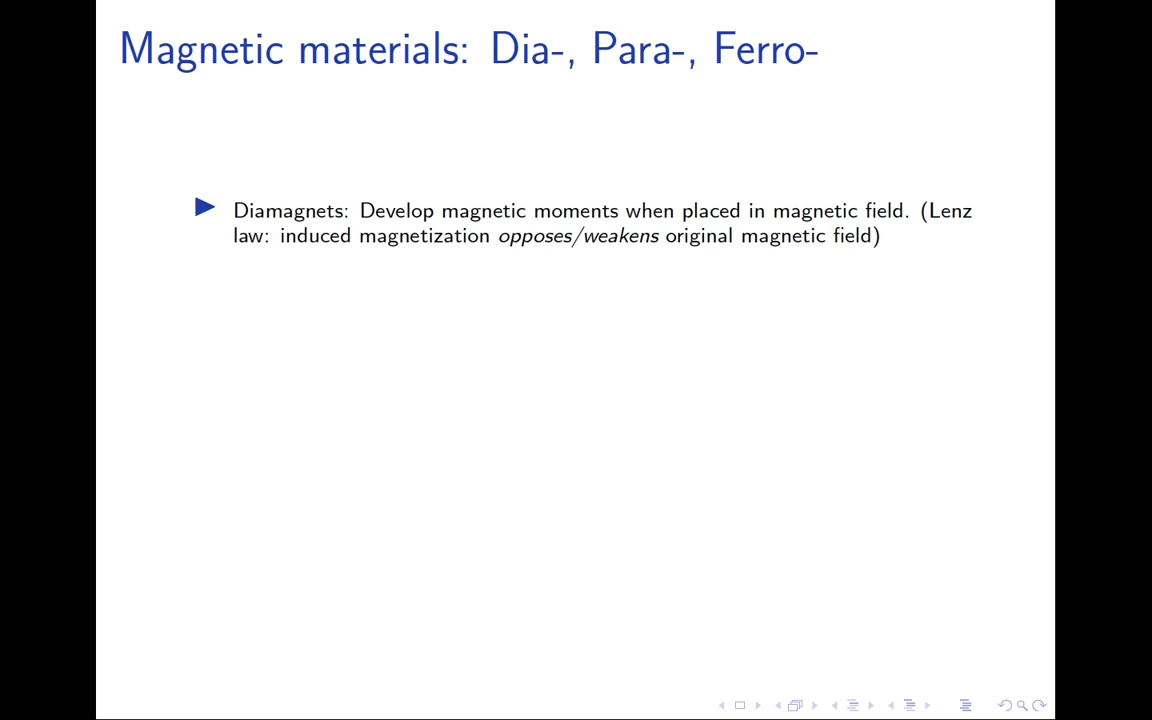 Magnetic materials: Dia-, Para-, Ferro-
Diamagnets: Develop magnetic moments when placed in magnetic field. (Lenz
law: induced magnetization opposes/weakens original magnetic field)